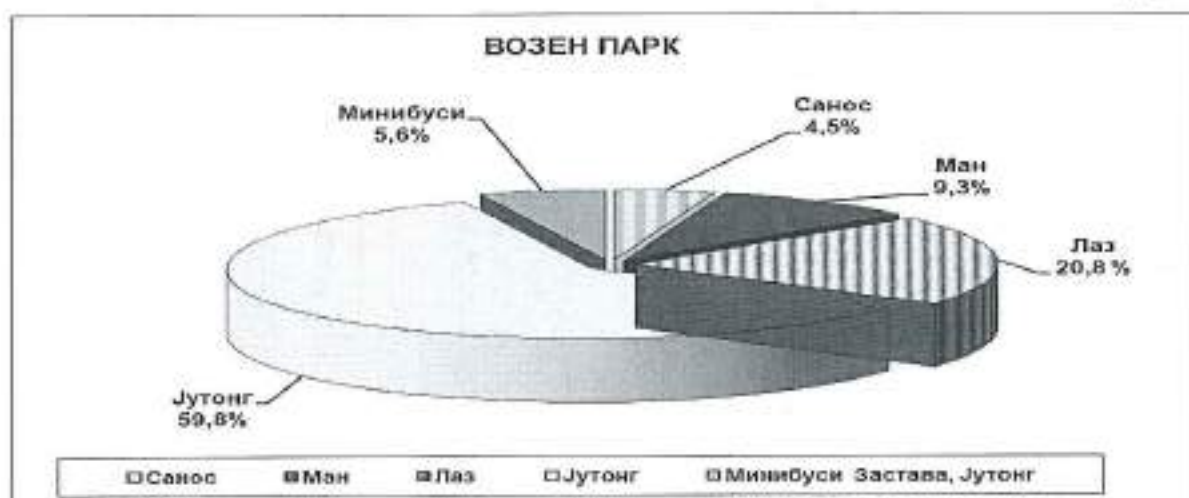 ВОЗЕН ПАРК
Минибуси
5,6%
Санос
4,5%
Ман
9,3%
Лаз
20,8 %
Јутонг
59,8%
Санос Ман Лаз Јутонг Минибуси Застава, Јутонг